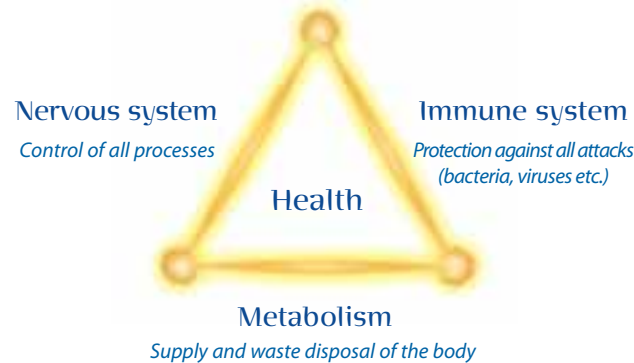 Nervous system
Control of all processes
Immune system
Protection against all attacks
(bacteria, viruses etc.)
Health
Metabolism
Supply and waste disposal of the body